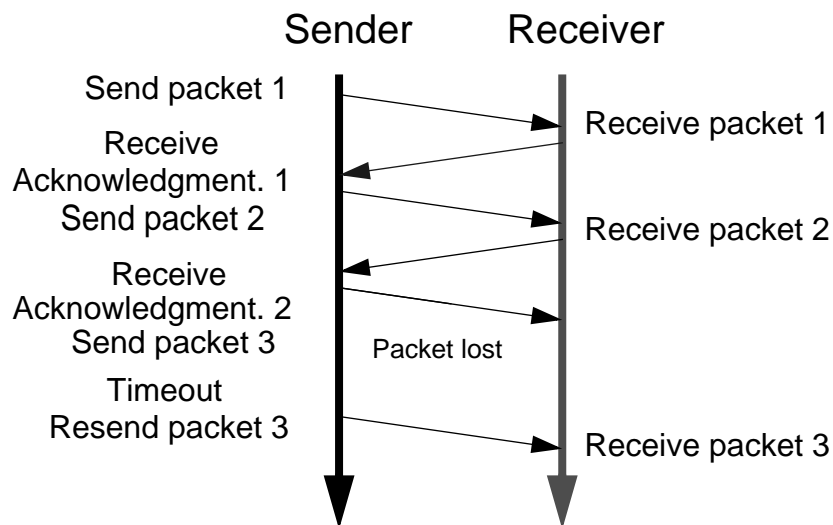 Sender
Receiver
Send packet 1
Receive packet 1
Receive
Acknowledgment. 1
Send packet 2
Receive packet 2
Receive
Acknowledgment. 2
Send packet 3
Packet lost
Timeout
Resend packet 3
Receive packet 3